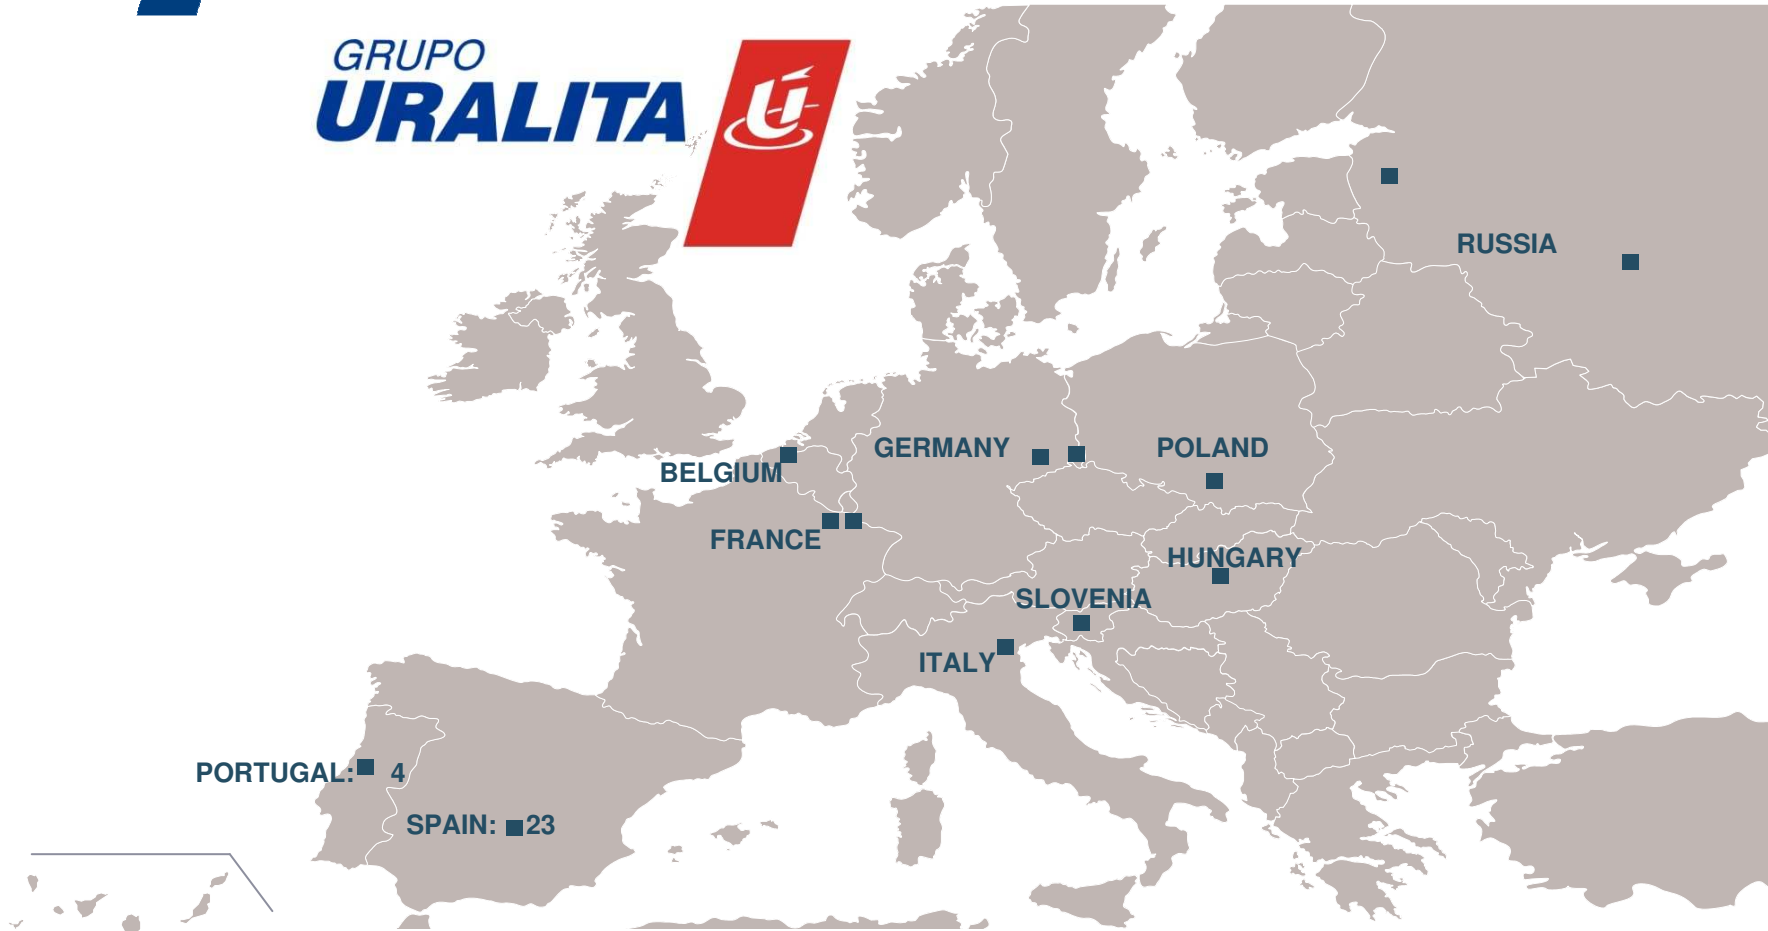 GRUPO
URALITA
RUSSIA
GERMANY
POLAND
BELGIUM
FRANCE
HUNGARY
SLOVENIA
ITALY
PORTUGAL: 4
SPAIN: 23